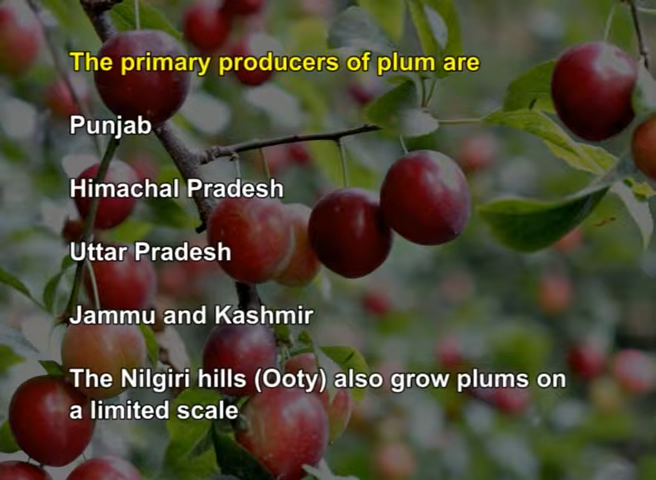 The primary producers of plum are
Punjab
Himachal Pradesh
Uttar Pradesh
Jammu and Kashmir
The Nilgiri hills (Ooty) also grow plums on
a limited scale